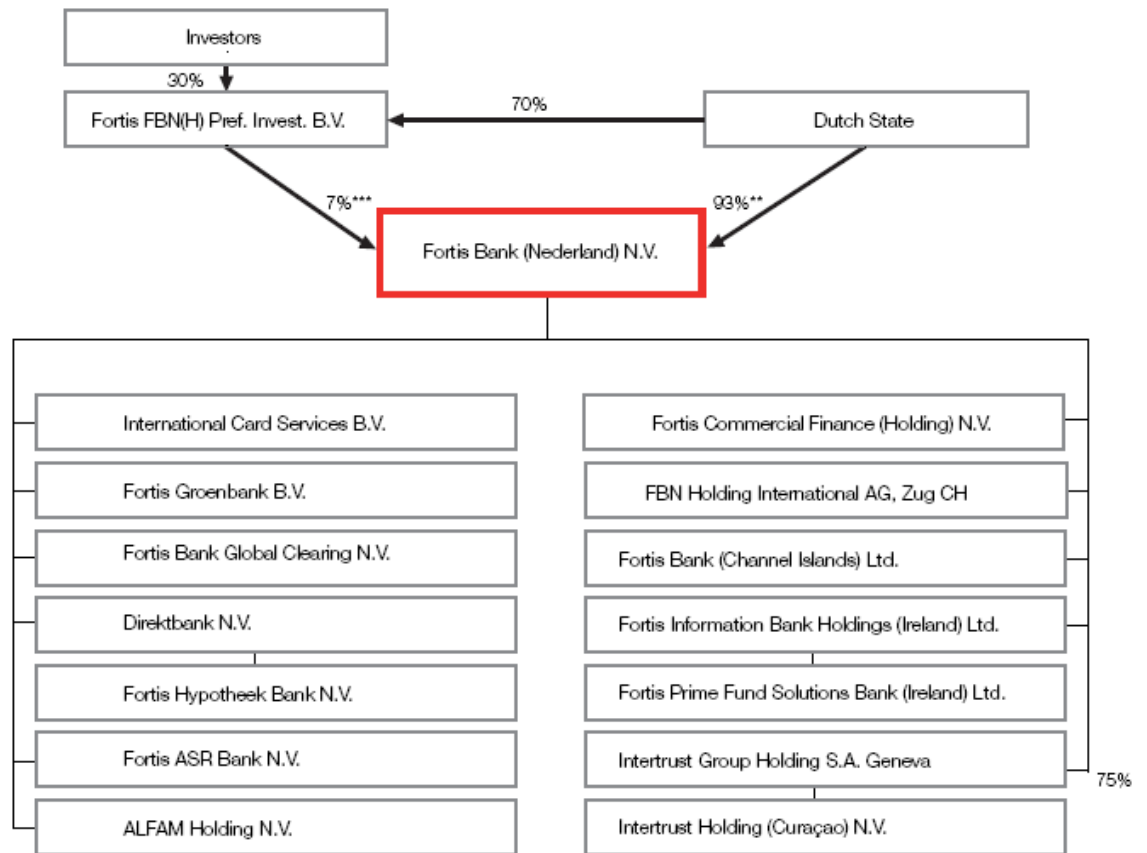 Investors
30%
Fortis FBN(H) Pref. Invest. B.V.
70%
Dutch State
7%***
93%**
Fortis Bank (Nederland) N.V.
International Card Services B.V.
Fortis Commercial Finance (Holding) N.V.
Fortis Groenbank B.V.
FBN Holding International AG, Zug CH
Fortis Bank Global Clearing N.V.
Fortis Bank (Channel Islands) Ltd.
Direktbank N.V.
Fortis Information Bank Holdings (Ireland) Ltd.
Fortis Hypotheek Bank N.V.
Fortis Prime Fund Solutions Bank (Ireland) Ltd.
Fortis ASR Bank N.V.
Intertrust Group Holding S.A. Geneva
75%
ALFAM Holding N.V.
Intertrust Holding (Curaçao) N.V.